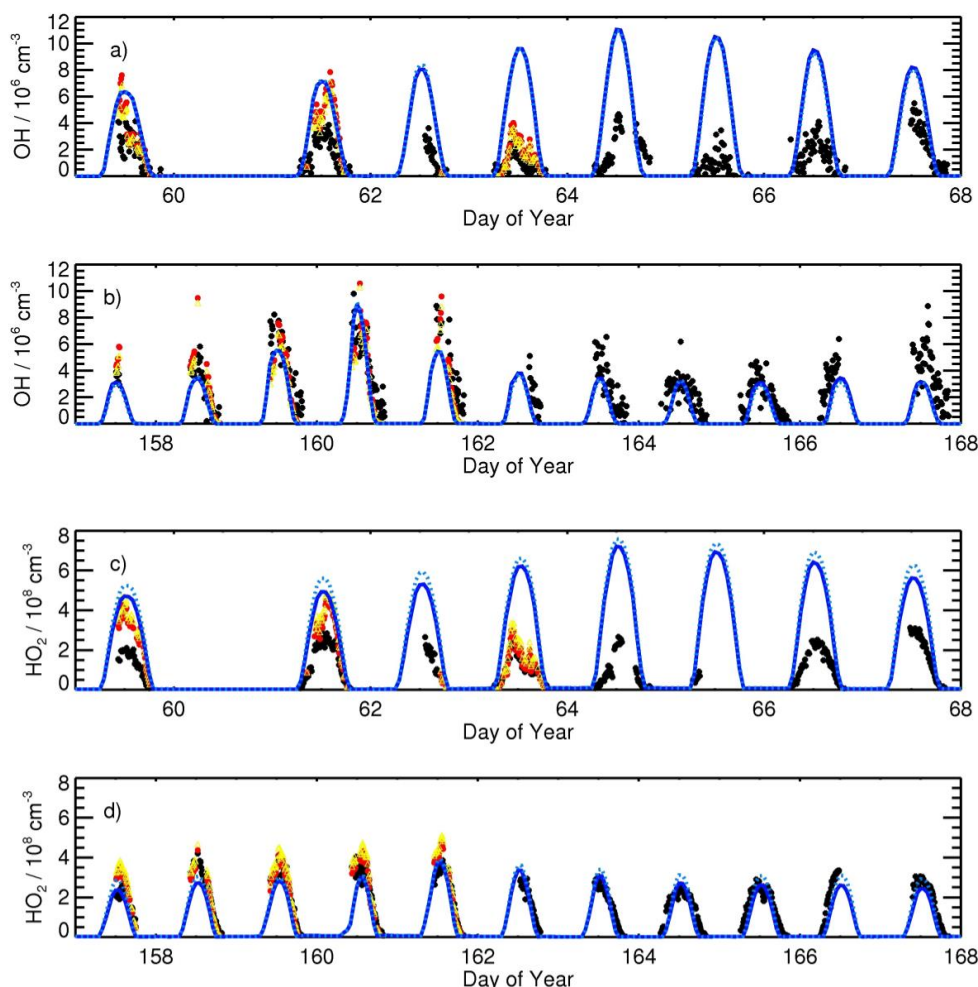 a)
OH / 10⁶ cm⁻³
12
10
8
6
4
2
0
60 62 64 66 68
Day of Year
b)
OH / 10⁶ cm⁻³
12
10
8
6
4
2
0
158 160 162 164 166 168
Day of Year
c)
HO₂ / 10⁸ cm⁻³
8
6
4
2
0
60 62 64 66 68
Day of Year
d)
HO₂ / 10⁸ cm⁻³
8
6
4
2
0
158 160 162 164 166 168
Day of Year